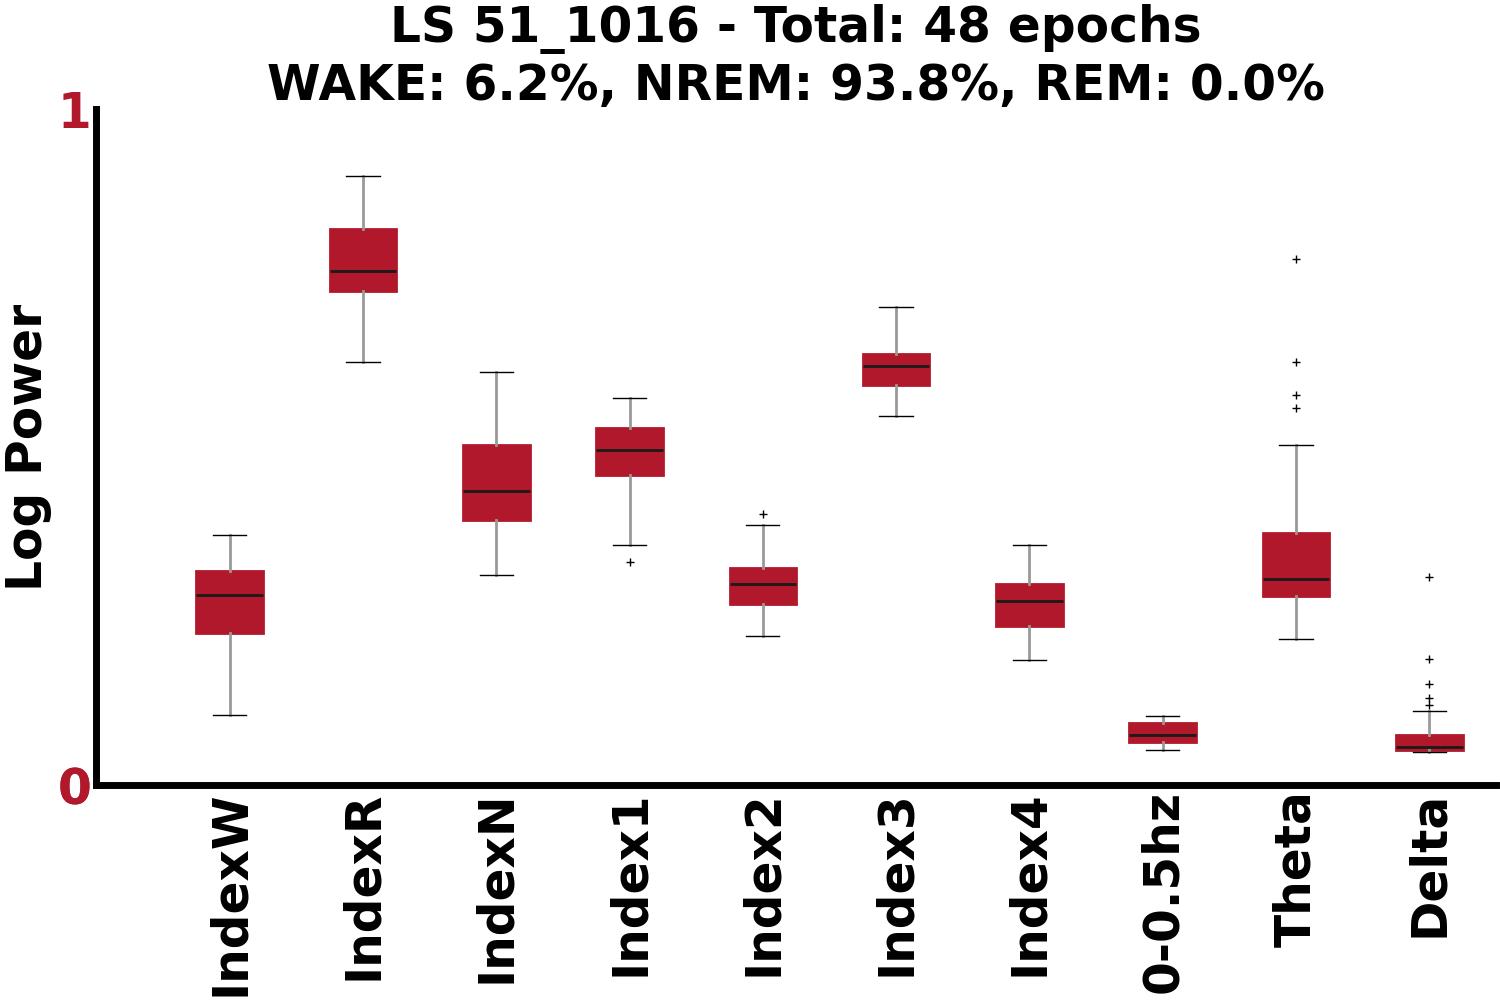 LS 51_1016 - Total: 48 epochs
WAKE: 6.2%, NREM: 93.8%, REM: 0.0%
1
Log Power
0
IndexW
IndexR
IndexN
Index1
Index2
Index3
Index4
0-0.5hz
Theta
Delta